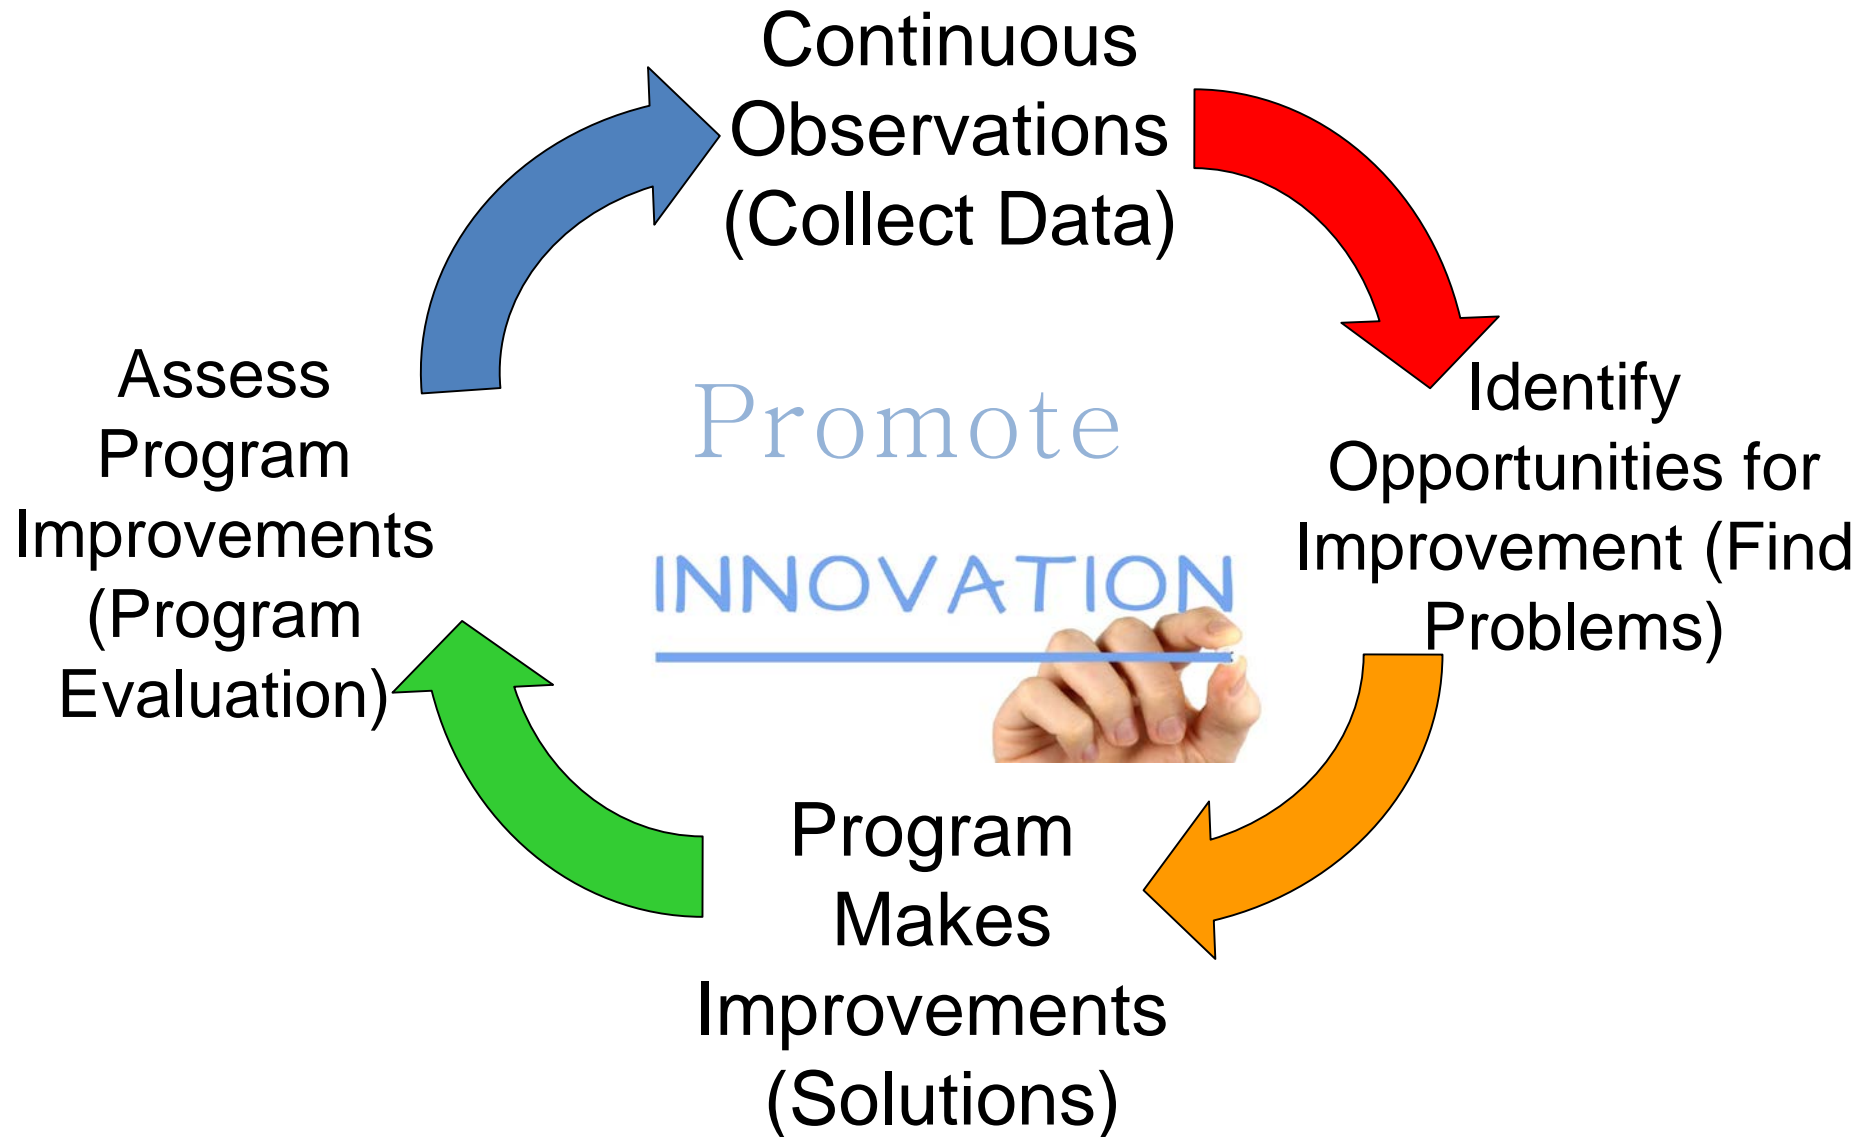 Continuous
Observations
(Collect Data)
Identify
Opportunities for
Improvement (Find
Problems)
Program
Makes
Improvements
(Solutions)
Assess
Program
Improvements
(Program
Evaluation)
Promote
INNOVATION